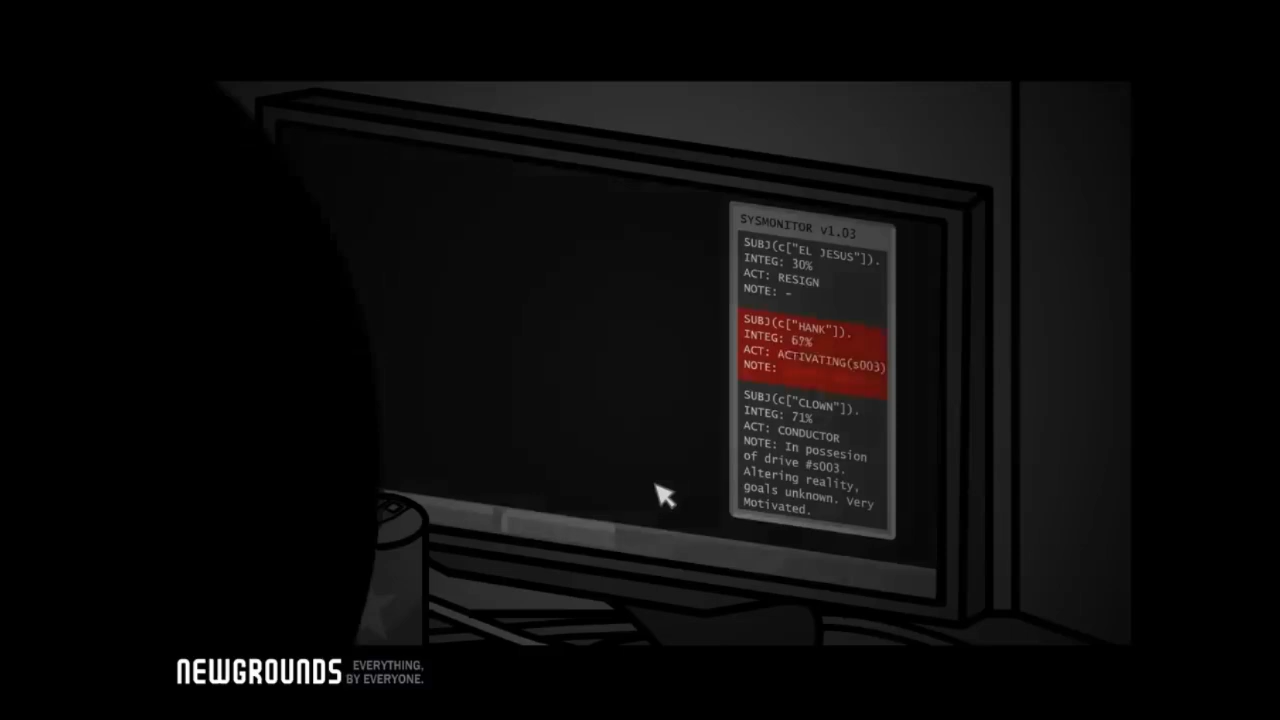 SYSMONITOR v1.03
SUBJ(c["EL JESUS"]).
INTEG: 30%
ACT: RESIGN
NOTE: -
SUBJ(c["HANK"]).
INTEG: 69%
ACT: ACTIVATING(s003)
NOTE:
SUBJ(c["CLOWN"]).
INTEG: 71%
ACT: CONDUCTOR
NOTE: In possesion
of drive #s003.
Altering reality,
goals unknown. Very
Motivated.
NEWGROUNDS
EVERYTHING,
BY EVERYONE.